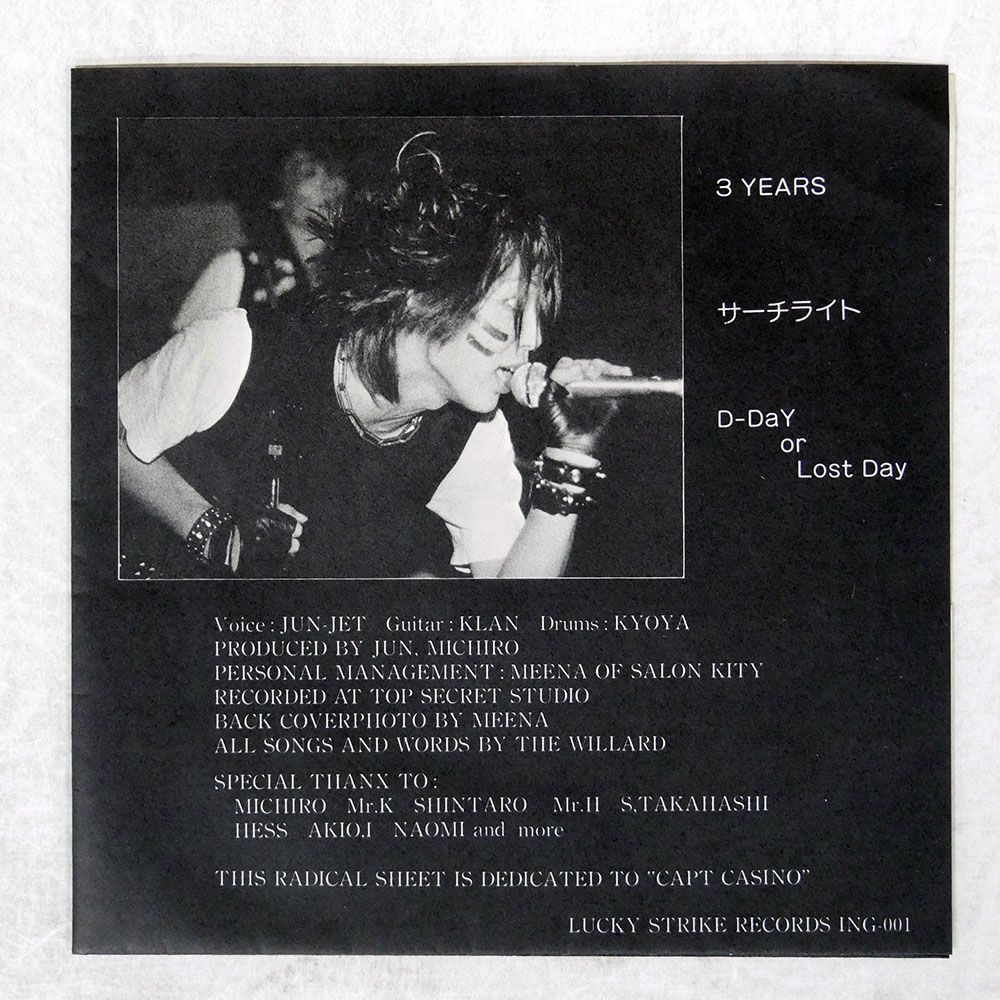 3 YEARS
サーチライト
D-DaY
or
Lost Day
Voice : JUN-JET Guitar : KLAN Drums : KYOYA
PRODUCED BY JUN, MICHIRO
PERSONAL MANAGEMENT : MEENA OF SALON KITY
RECORDED AT TOP SECRET STUDIO
BACK COVERPHOTO BY MEENA
ALL SONGS AND WORDS BY THE WILLARD
SPECIAL THANX TO :
MICHIRO Mr.K SHINTARO Mr.H S,TAKAHASHI
HESS AKIO,I NAOMI and more
THIS RADICAL SHEET IS DEDICATED TO "CAPT CASINO"
LUCKY STRIKE RECORDS ING-001